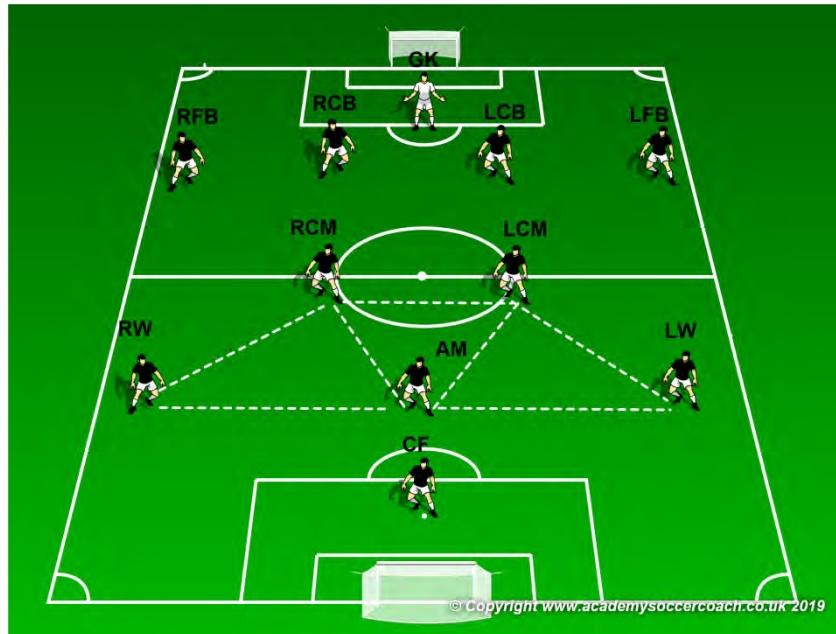 GK
RFB
RCB
LCB
LFB
RCM
LCM
RW
AM
LW
CF
© Copyright www.academysoccercoach.co.uk 2019